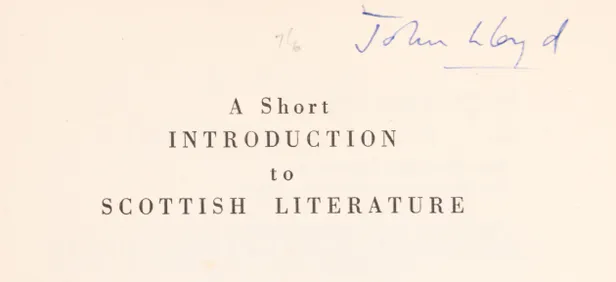 7/6 John Lloyd
A Short
INTRODUCTION
to
SCOTTISH LITERATURE